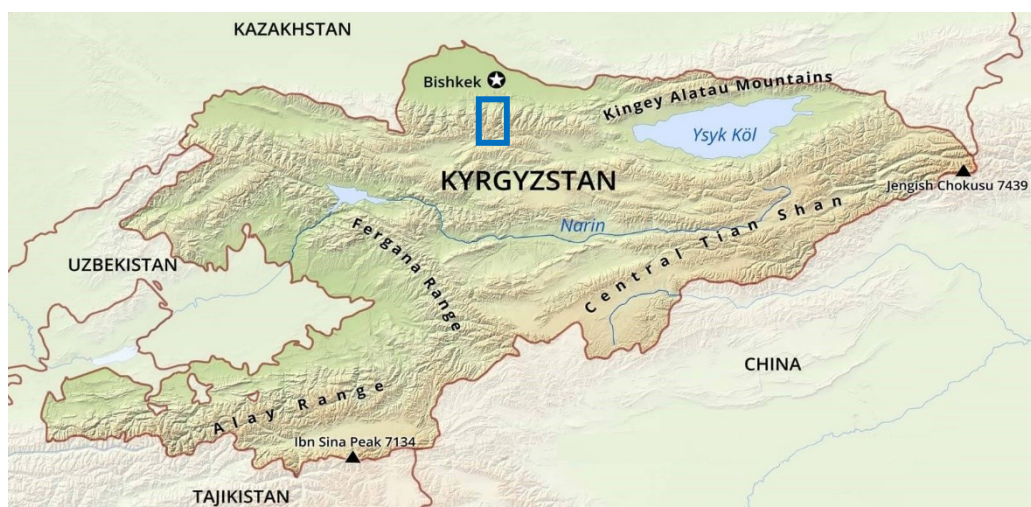 KAZAKHSTAN
Bishkek
Kingey Alatau Mountains
Ysyk Köl
KYRGYZSTAN
Jengish Chokusu 7439
Narin
Fergana Range
Central Tian Shan
UZBEKISTAN
CHINA
Alay Range
Ibn Sina Peak 7134
TAJIKISTAN